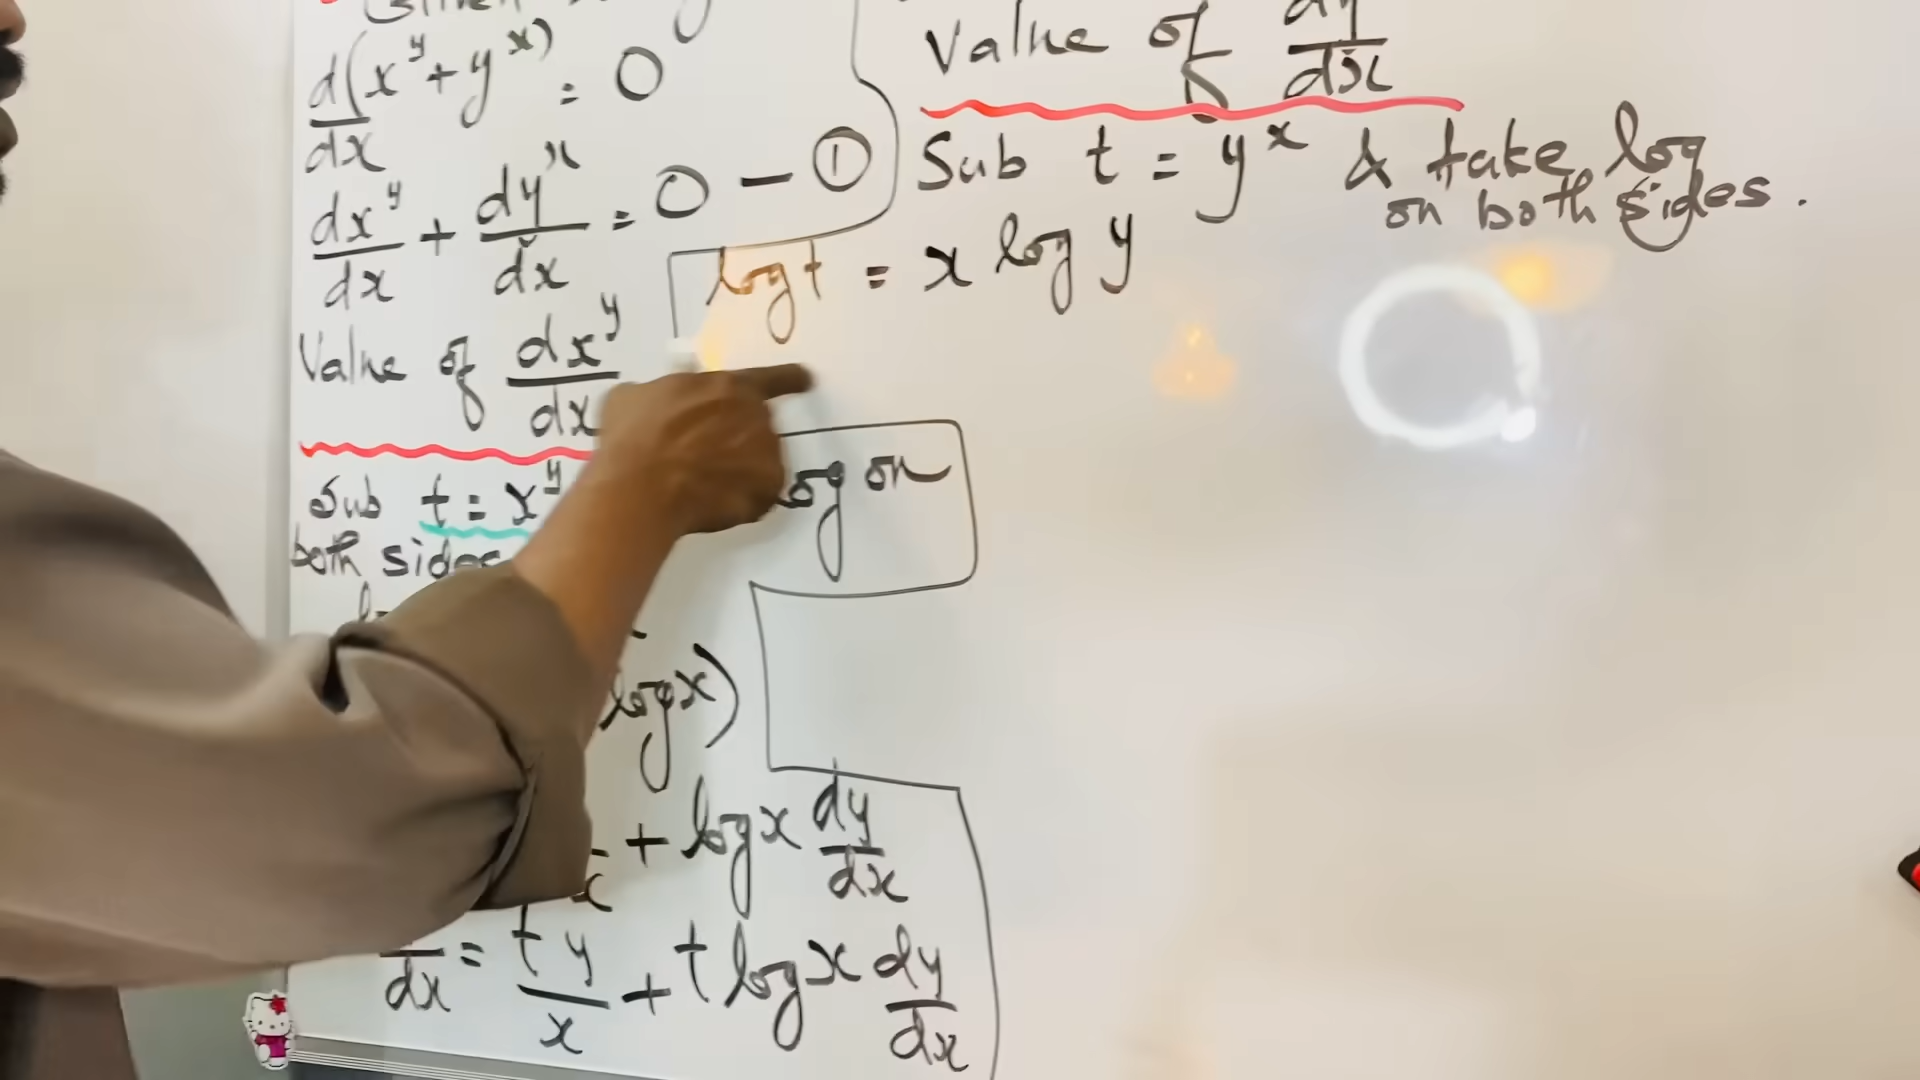 d(x^y + y^x)/dx = 0
dx^y/dx + dy^x/dx = 0 — ①
Value of dx^y/dx
Sub t = x^y
log on
both sides
log x)
+ log x dy/dx
dx = t y/x + t log x dy/dx
Value of dy^x/dx
Sub t = y^x & take log
on both sides.
log t = x log y